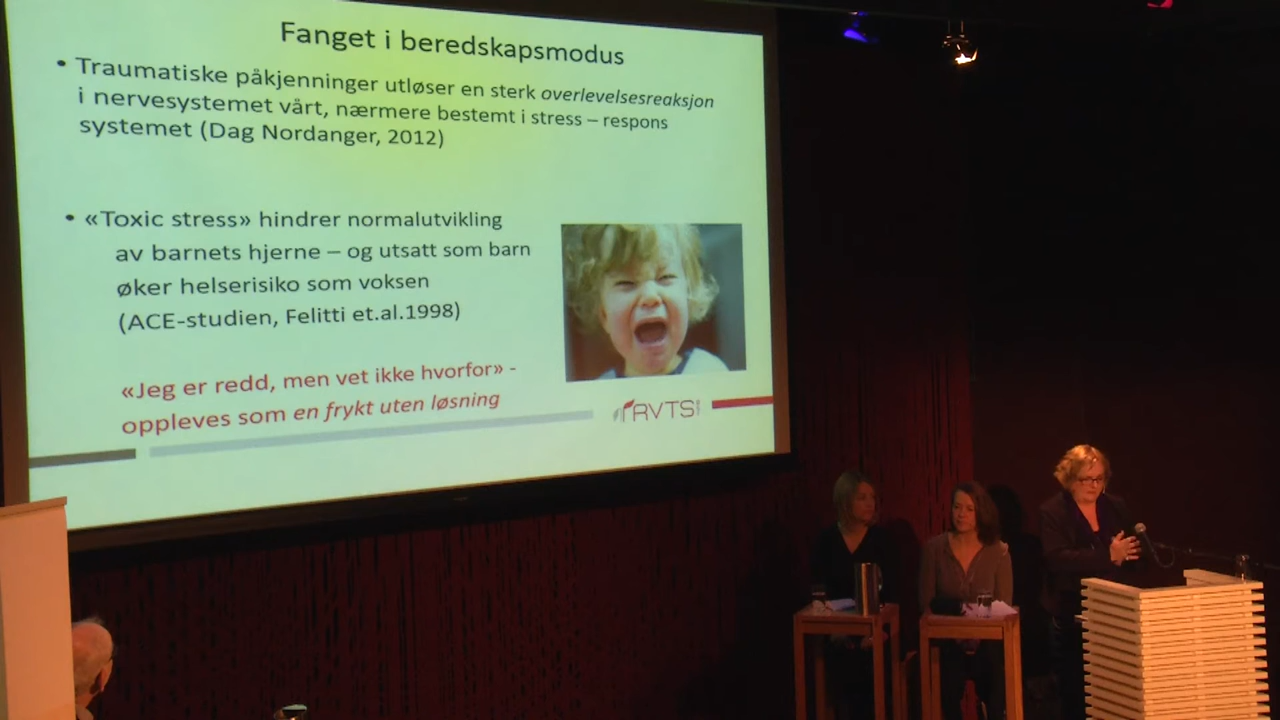 Fanget i beredskapsmodus
• Traumatiske påkjenninger utløser en sterk overlevelsesreaksjon
i nervesystemet vårt, nærmere bestemt i stress – respons
systemet (Dag Nordanger, 2012)
• «Toxic stress» hindrer normalutvikling
av barnets hjerne – og utsatt som barn
øker helserisiko som voksen
(ACE-studien, Felitti et.al.1998)
«Jeg er redd, men vet ikke hvorfor» -
oppleves som en frykt uten løsning
RVTS